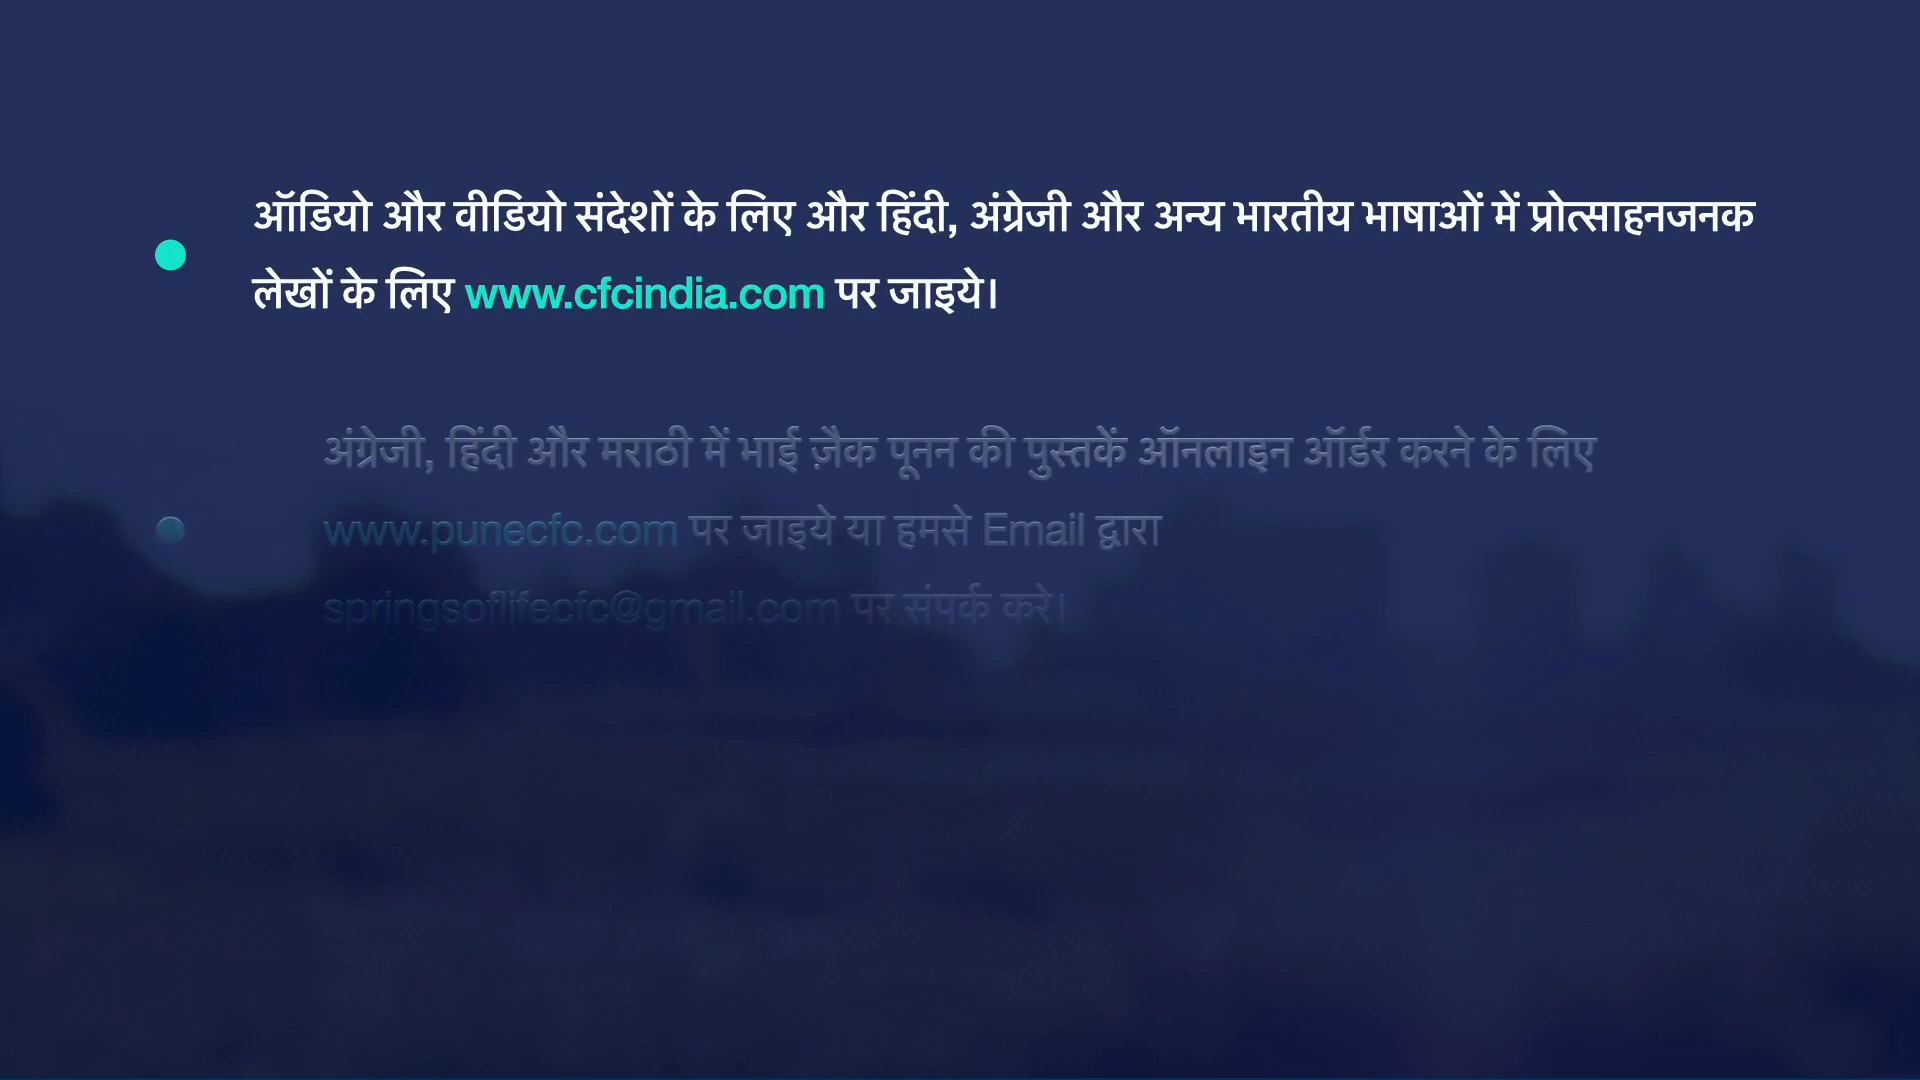 ऑडियो और वीडियो संदेशों के लिए और हिंदी, अंग्रेजी और अन्य भारतीय भाषाओं में प्रोत्साहनजनक
लेखों के लिए www.cfcindia.com पर जाइये।
अंग्रेजी, हिंदी और मराठी में भाई ज़ैक पूनन की पुस्तकें ऑनलाइन ऑर्डर करने के लिए
www.punecfc.com पर जाइये या हमसे Email द्वारा
springsoflifecfc@gmail.com पर संपर्क करे।